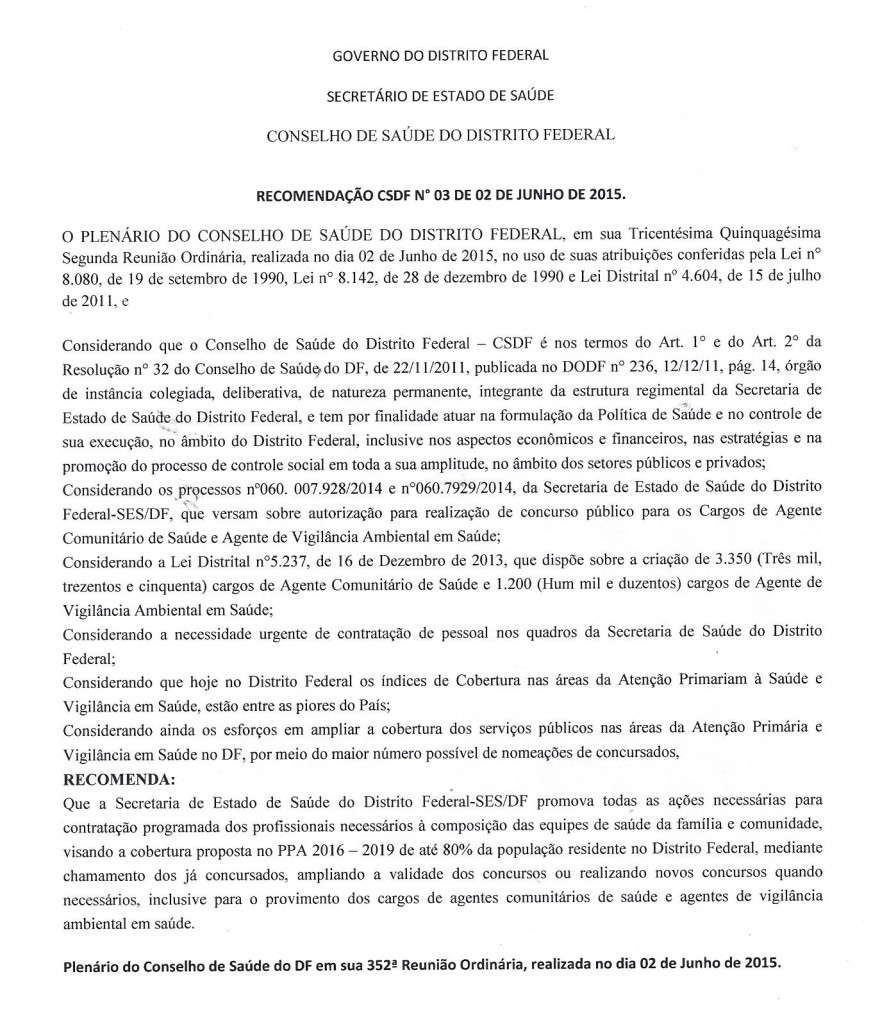 GOVERNO DO DISTRITO FEDERAL
SECRETÁRIO DE ESTADO DE SAÚDE
CONSELHO DE SAÚDE DO DISTRITO FEDERAL
RECOMENDAÇÃO CSDF N° 03 DE 02 DE JUNHO DE 2015.
O PLENÁRIO DO CONSELHO DE SAÚDE DO DISTRITO FEDERAL, em sua Tricentésima Quinquagésima
Segunda Reunião Ordinária, realizada no dia 02 de Junho de 2015, no uso de suas atribuições conferidas pela Lei nº
8.080, de 19 de setembro de 1990, Lei nº 8.142, de 28 de dezembro de 1990 e Lei Distrital nº 4.604, de 15 de julho
de 2011, e
Considerando que o Conselho de Saúde do Distrito Federal – CSDF é nos termos do Art. 1º e do Art. 2º da
Resolução nº 32 do Conselho de Saúde do DF, de 22/11/2011, publicada no DODF nº 236, 12/12/11, pág. 14, órgão
de instância colegiada, deliberativa, de natureza permanente, integrante da estrutura regimental da Secretaria de
Estado de Saúde do Distrito Federal, e tem por finalidade atuar na formulação da Política de Saúde e no controle de
sua execução, no âmbito do Distrito Federal, inclusive nos aspectos econômicos e financeiros, nas estratégias e na
promoção do processo de controle social em toda a sua amplitude, no âmbito dos setores públicos e privados;
Considerando os processos nº060. 007.928/2014 e nº060.7929/2014, da Secretaria de Estado de Saúde do Distrito
Federal-SES/DF, que versam sobre autorização para realização de concurso público para os Cargos de Agente
Comunitário de Saúde e Agente de Vigilância Ambiental em Saúde;
Considerando a Lei Distrital nº5.237, de 16 de Dezembro de 2013, que dispõe sobre a criação de 3.350 (Três mil,
trezentos e cinquenta) cargos de Agente Comunitário de Saúde e 1.200 (Hum mil e duzentos) cargos de Agente de
Vigilância Ambiental em Saúde;
Considerando a necessidade urgente de contratação de pessoal nos quadros da Secretaria de Saúde do Distrito
Federal;
Considerando que hoje no Distrito Federal os índices de Cobertura nas áreas da Atenção Primariam à Saúde e
Vigilância em Saúde, estão entre as piores do País;
Considerando ainda os esforços em ampliar a cobertura dos serviços públicos nas áreas da Atenção Primária e
Vigilância em Saúde no DF, por meio do maior número possível de nomeações de concursados,
RECOMENDA:
Que a Secretaria de Estado de Saúde do Distrito Federal-SES/DF promova todas as ações necessárias para
contratação programada dos profissionais necessários à composição das equipes de saúde da família e comunidade,
visando a cobertura proposta no PPA 2016 – 2019 de até 80% da população residente no Distrito Federal, mediante
chamamento dos já concursados, ampliando a validade dos concursos ou realizando novos concursos quando
necessários, inclusive para o provimento dos cargos de agentes comunitários de saúde e agentes de vigilância
ambiental em saúde.
Plenário do Conselho de Saúde do DF em sua 352ª Reunião Ordinária, realizada no dia 02 de Junho de 2015.